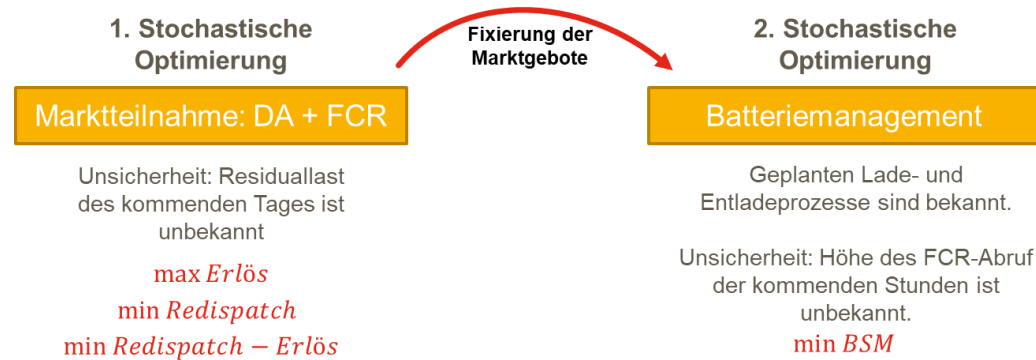 1. Stochastische
Optimierung
Marktteilnahme: DA + FCR
Unsicherheit: Residuallast
des kommenden Tages ist
unbekannt
max Erlös
min Redispatch
min Redispatch − Erlös
Fixierung der
Marktgebote
2. Stochastische
Optimierung
Batteriemanagement
Geplanten Lade- und
Entladeprozesse sind bekannt.
Unsicherheit: Höhe des FCR-Abruf
der kommenden Stunden ist
unbekannt.
min BSM